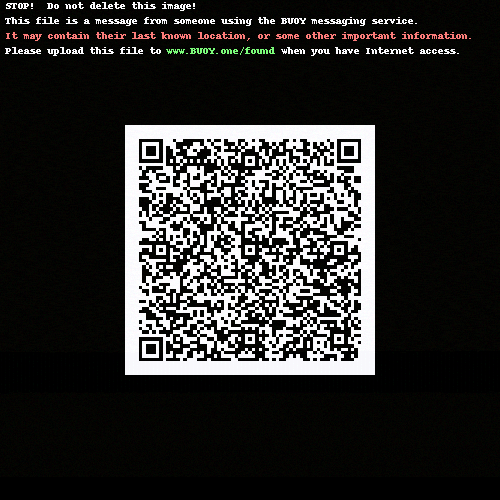 STOP!  Do not delete this image!
This file is a message from someone using the BUOY messaging service.
It may contain their last known location, or some other important information.
Please upload this file to www.BUOY.one/found when you have Internet access.